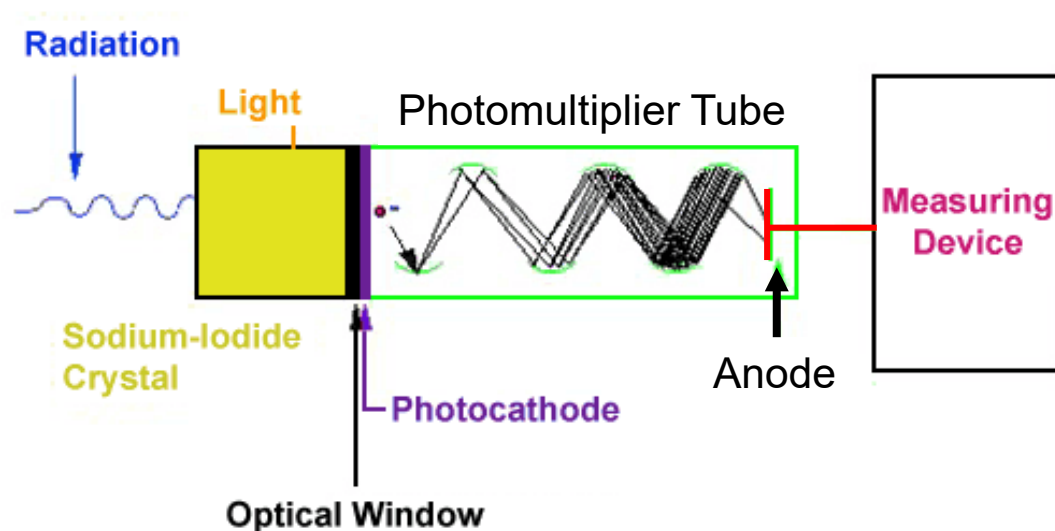 Radiation
Light
Photomultiplier Tube
e-
Measuring
Device
Sodium-Iodide
Crystal
Anode
Photocathode
Optical Window